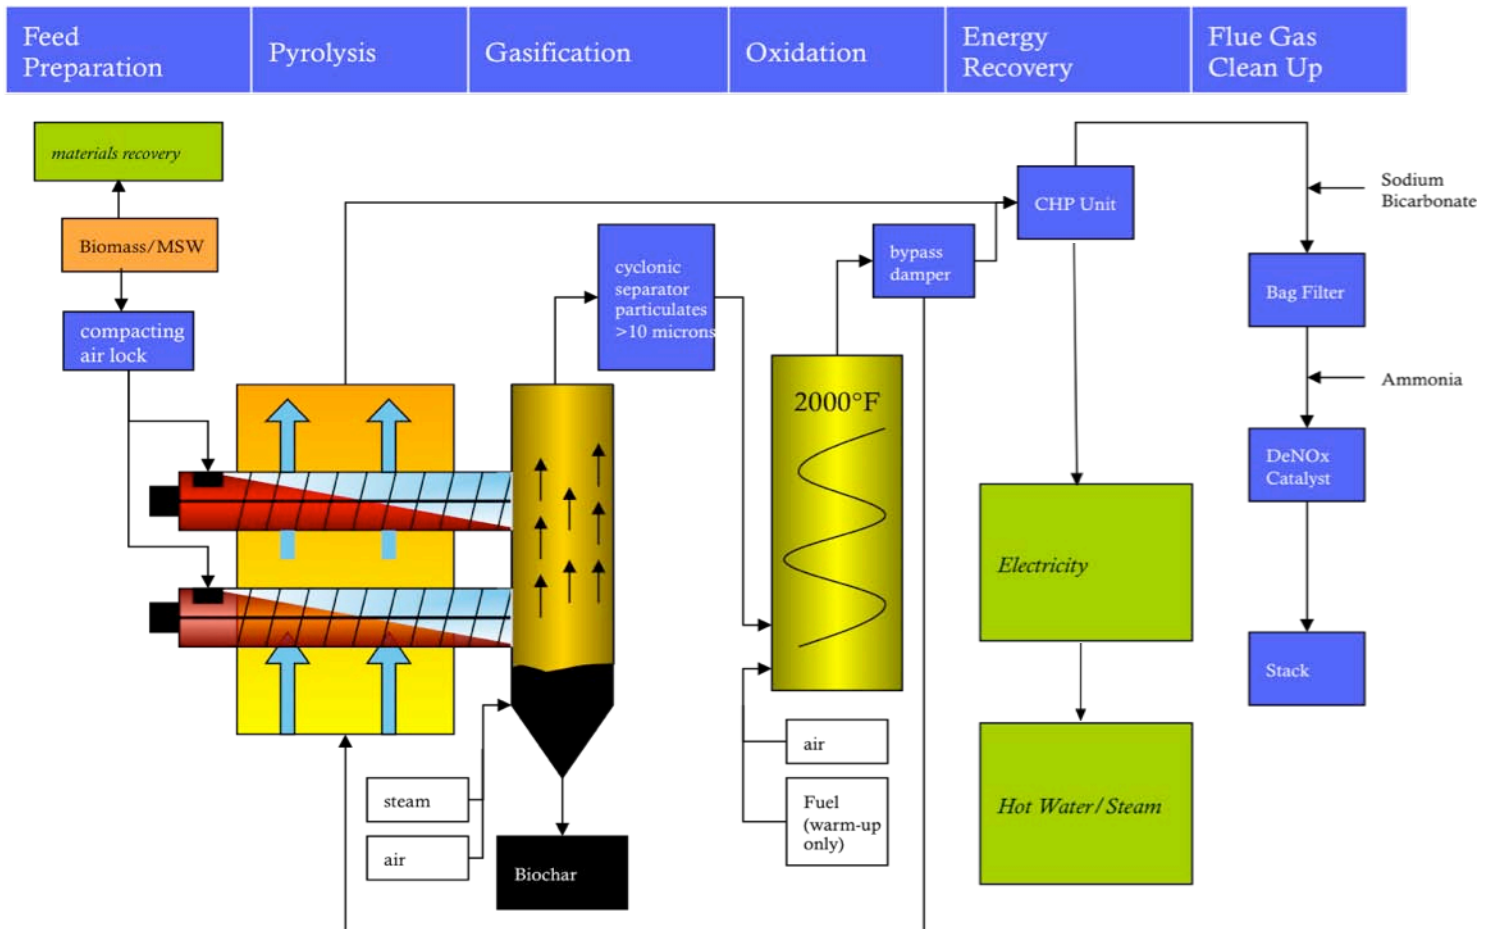 Feed
Preparation
Pyrolysis
Gasification
Oxidation
Energy
Recovery
Flue Gas
Clean Up
materials recovery
Biomass/MSW
compacting
air lock
cyclonic
separator
particulates
>10 microns
bypass
damper
CHP Unit
Sodium
Bicarbonate
Bag Filter
Ammonia
DeNOx
Catalyst
Stack
2000°F
Electricity
Hot Water/Steam
air
Fuel
(warm-up
only)
steam
air
Biochar